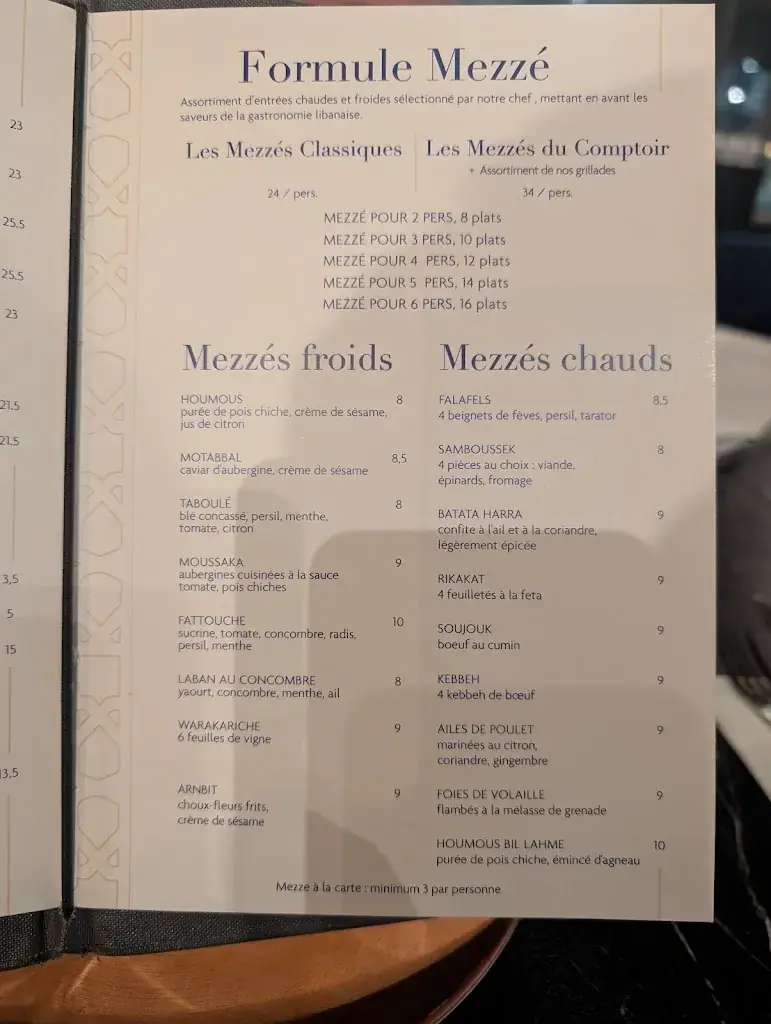 23
23
25.5
25.5
23
21.5
21.5
3,5
5
15
13.5
Formule Mezzé
Assortiment d'entrées chaudes et froides sélectionné par notre chef , mettant en avant les
saveurs de la gastronomie libanaise.
Les Mezzés Classiques
24 / pers.
Les Mezzés du Comptoir
+ Assortiment de nos grillades
34 / pers.
MEZZÉ POUR 2 PERS, 8 plats
MEZZÉ POUR 3 PERS, 10 plats
MEZZÉ POUR 4 PERS, 12 plats
MEZZÉ POUR 5 PERS, 14 plats
MEZZÉ POUR 6 PERS, 16 plats
Mezzés froids
HOUMOUS 8
purée de pois chiche, crème de sésame,
jus de citron
MOTABBAL 8,5
caviar d'aubergine, crème de sésame
TABOULÉ 8
blé concassé, persil, menthe,
tomate, citron
MOUSSAKA 9
aubergines cuisinées à la sauce
tomate, pois chiches
FATTOUCHE 10
sucrine, tomate, concombre, radis,
persil, menthe
LABAN AU CONCOMBRE 8
yaourt, concombre, menthe, ail
WARAKARICHE 9
6 feuilles de vigne
ARNBIT 9
choux-fleurs frits,
crème de sésame
Mezzés chauds
FALAFELS 8,5
4 beignets de fèves, persil, tarator
SAMBOUSSEK 8
4 pièces au choix : viande,
épinards, fromage
BATATA HARRA 9
confite à l'ail et à la coriandre,
légèrement épicée
RIKAKAT 9
4 feuilletés à la feta
SOUJOUK 9
boeuf au cumin
KEBBEH 9
4 kebbeh de bœuf
AILES DE POULET 9
marinées au citron,
coriandre, gingembre
FOIES DE VOLAILLE 9
flambés à la mélasse de grenade
HOUMOUS BIL LAHME 10
purée de pois chiche, émincé d'agneau
Mezze à la carte : minimum 3 par personne